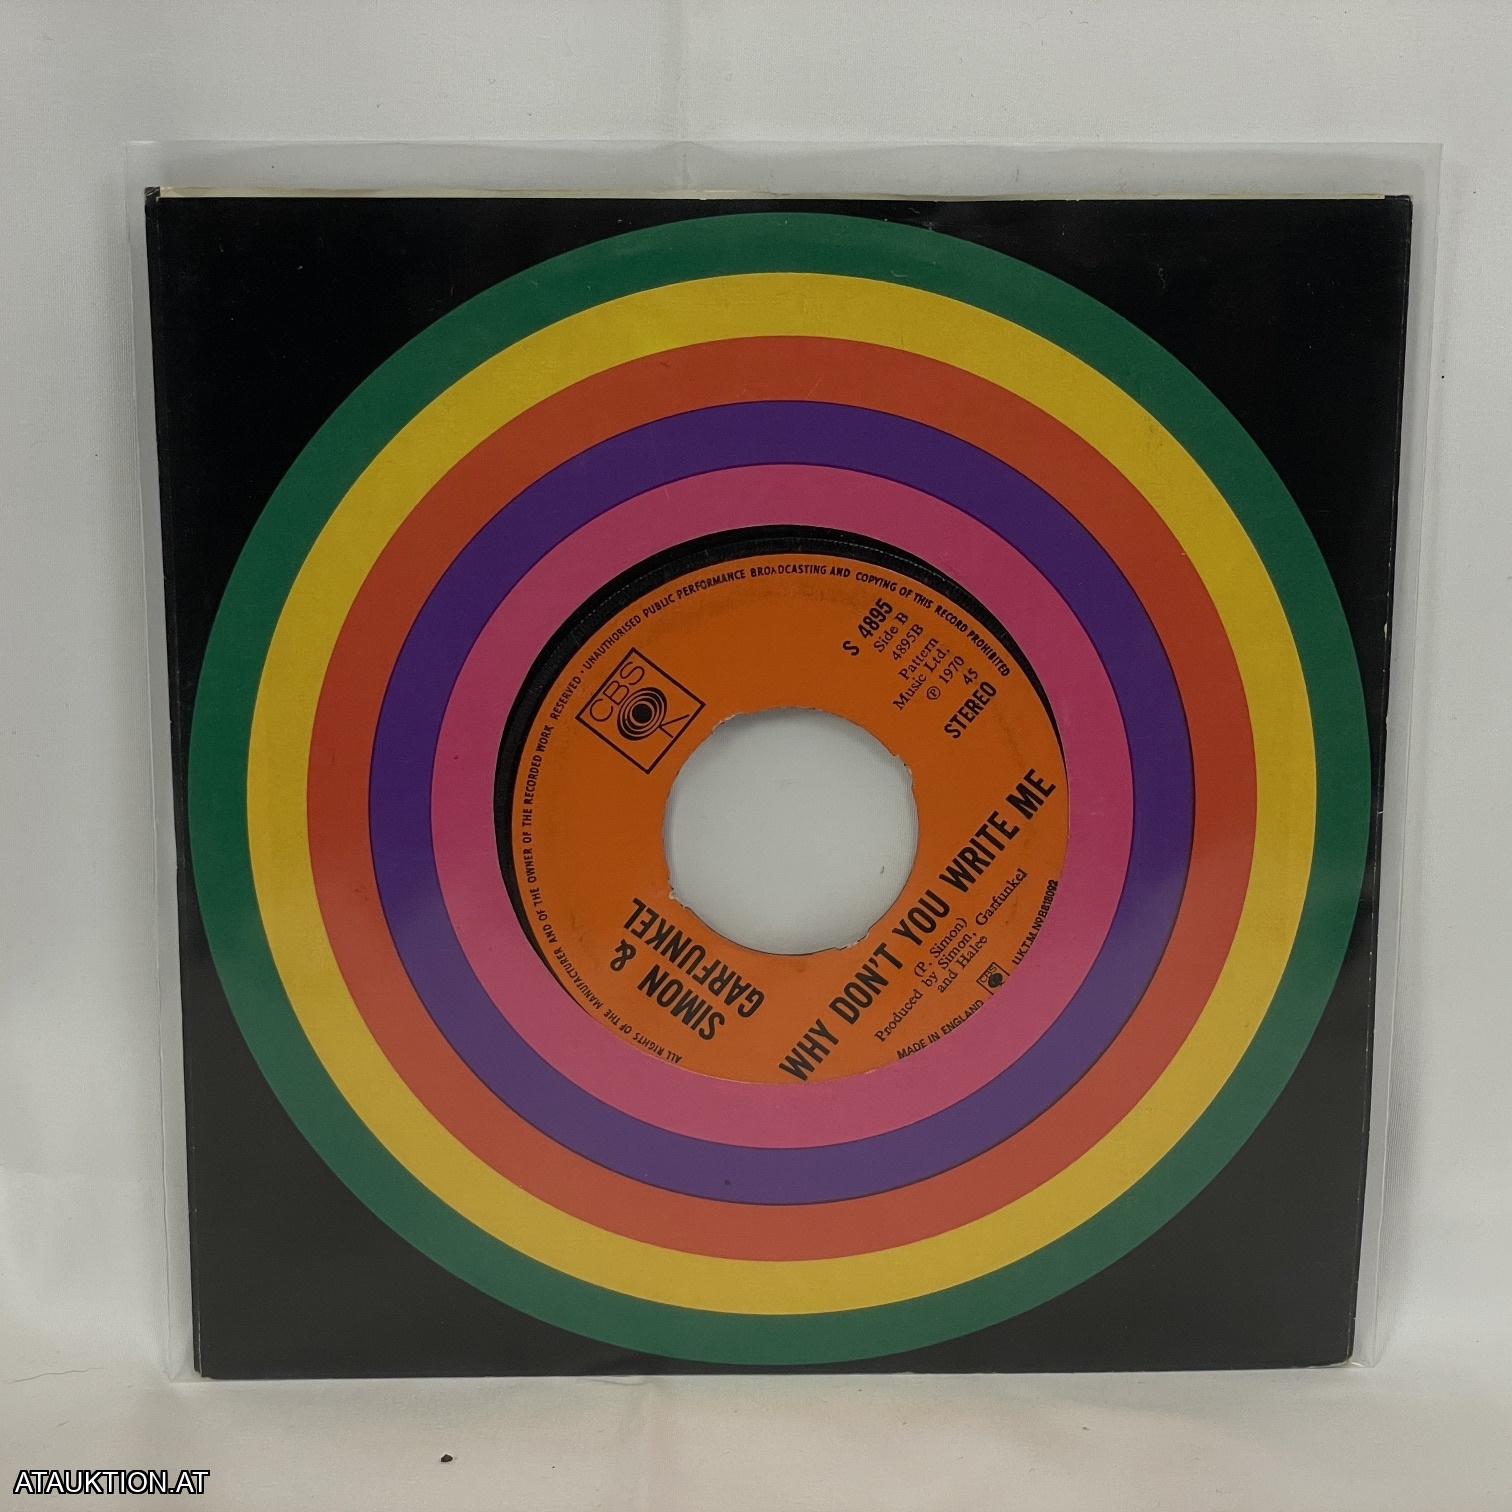 ALL RIGHTS OF THE MANUFACTURER AND OF THE OWNER OF THE RECORDED WORK RESERVED · UNAUTHORISED PUBLIC PERFORMANCE BROADCASTING AND COPYING OF THIS RECORD PROHIBITED
CBS
S 4895
Side B
4895B
Pattern
Music Ltd.
℗ 1970
45
STEREO
SIMON &
GARFUNKEL
WHY DON'T YOU WRITE ME
(P. Simon)
Produced by Simon, Garfunkel
and Halee
MADE IN ENGLAND
CBS
ATAUKTION.AT